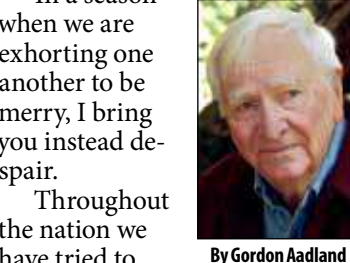 In a season
when we are
exhorting one
another to be
merry, I bring
you instead de-
spair.
Throughout
the nation we
have tried to
By Gordon Aadland